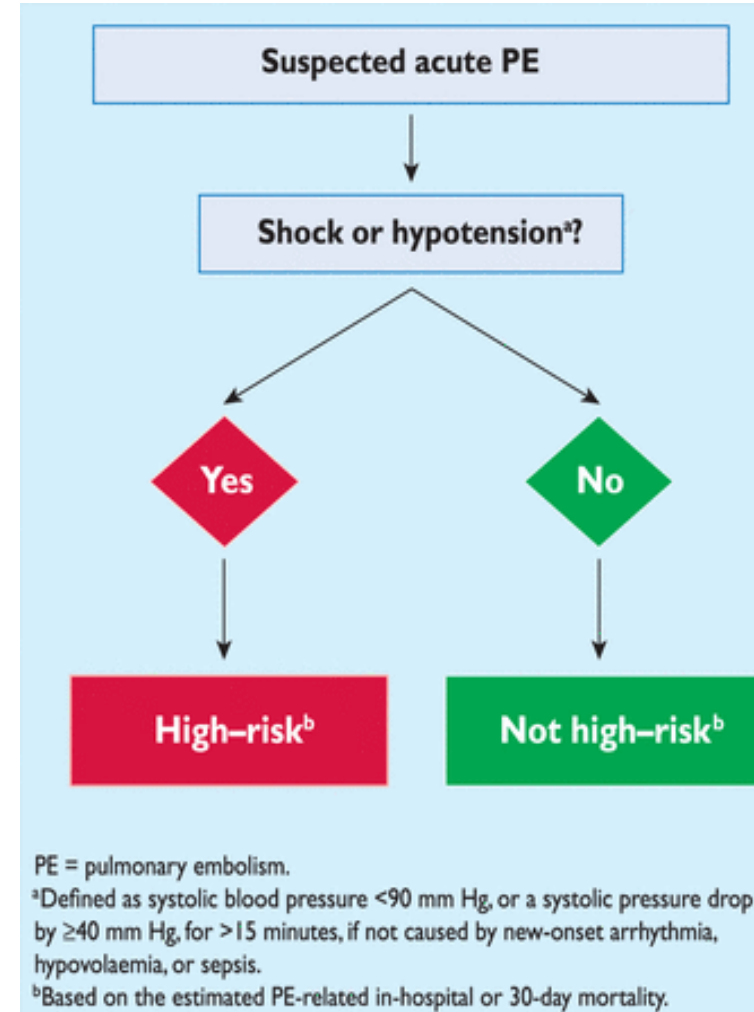 Suspected acute PE
Shock or hypotensionᵃ?
Yes
No
High–riskᵇ
Not high–riskᵇ
PE = pulmonary embolism.
ᵃDefined as systolic blood pressure <90 mm Hg, or a systolic pressure drop
by ≥40 mm Hg, for >15 minutes, if not caused by new-onset arrhythmia,
hypovolaemia, or sepsis.
ᵇBased on the estimated PE-related in-hospital or 30-day mortality.